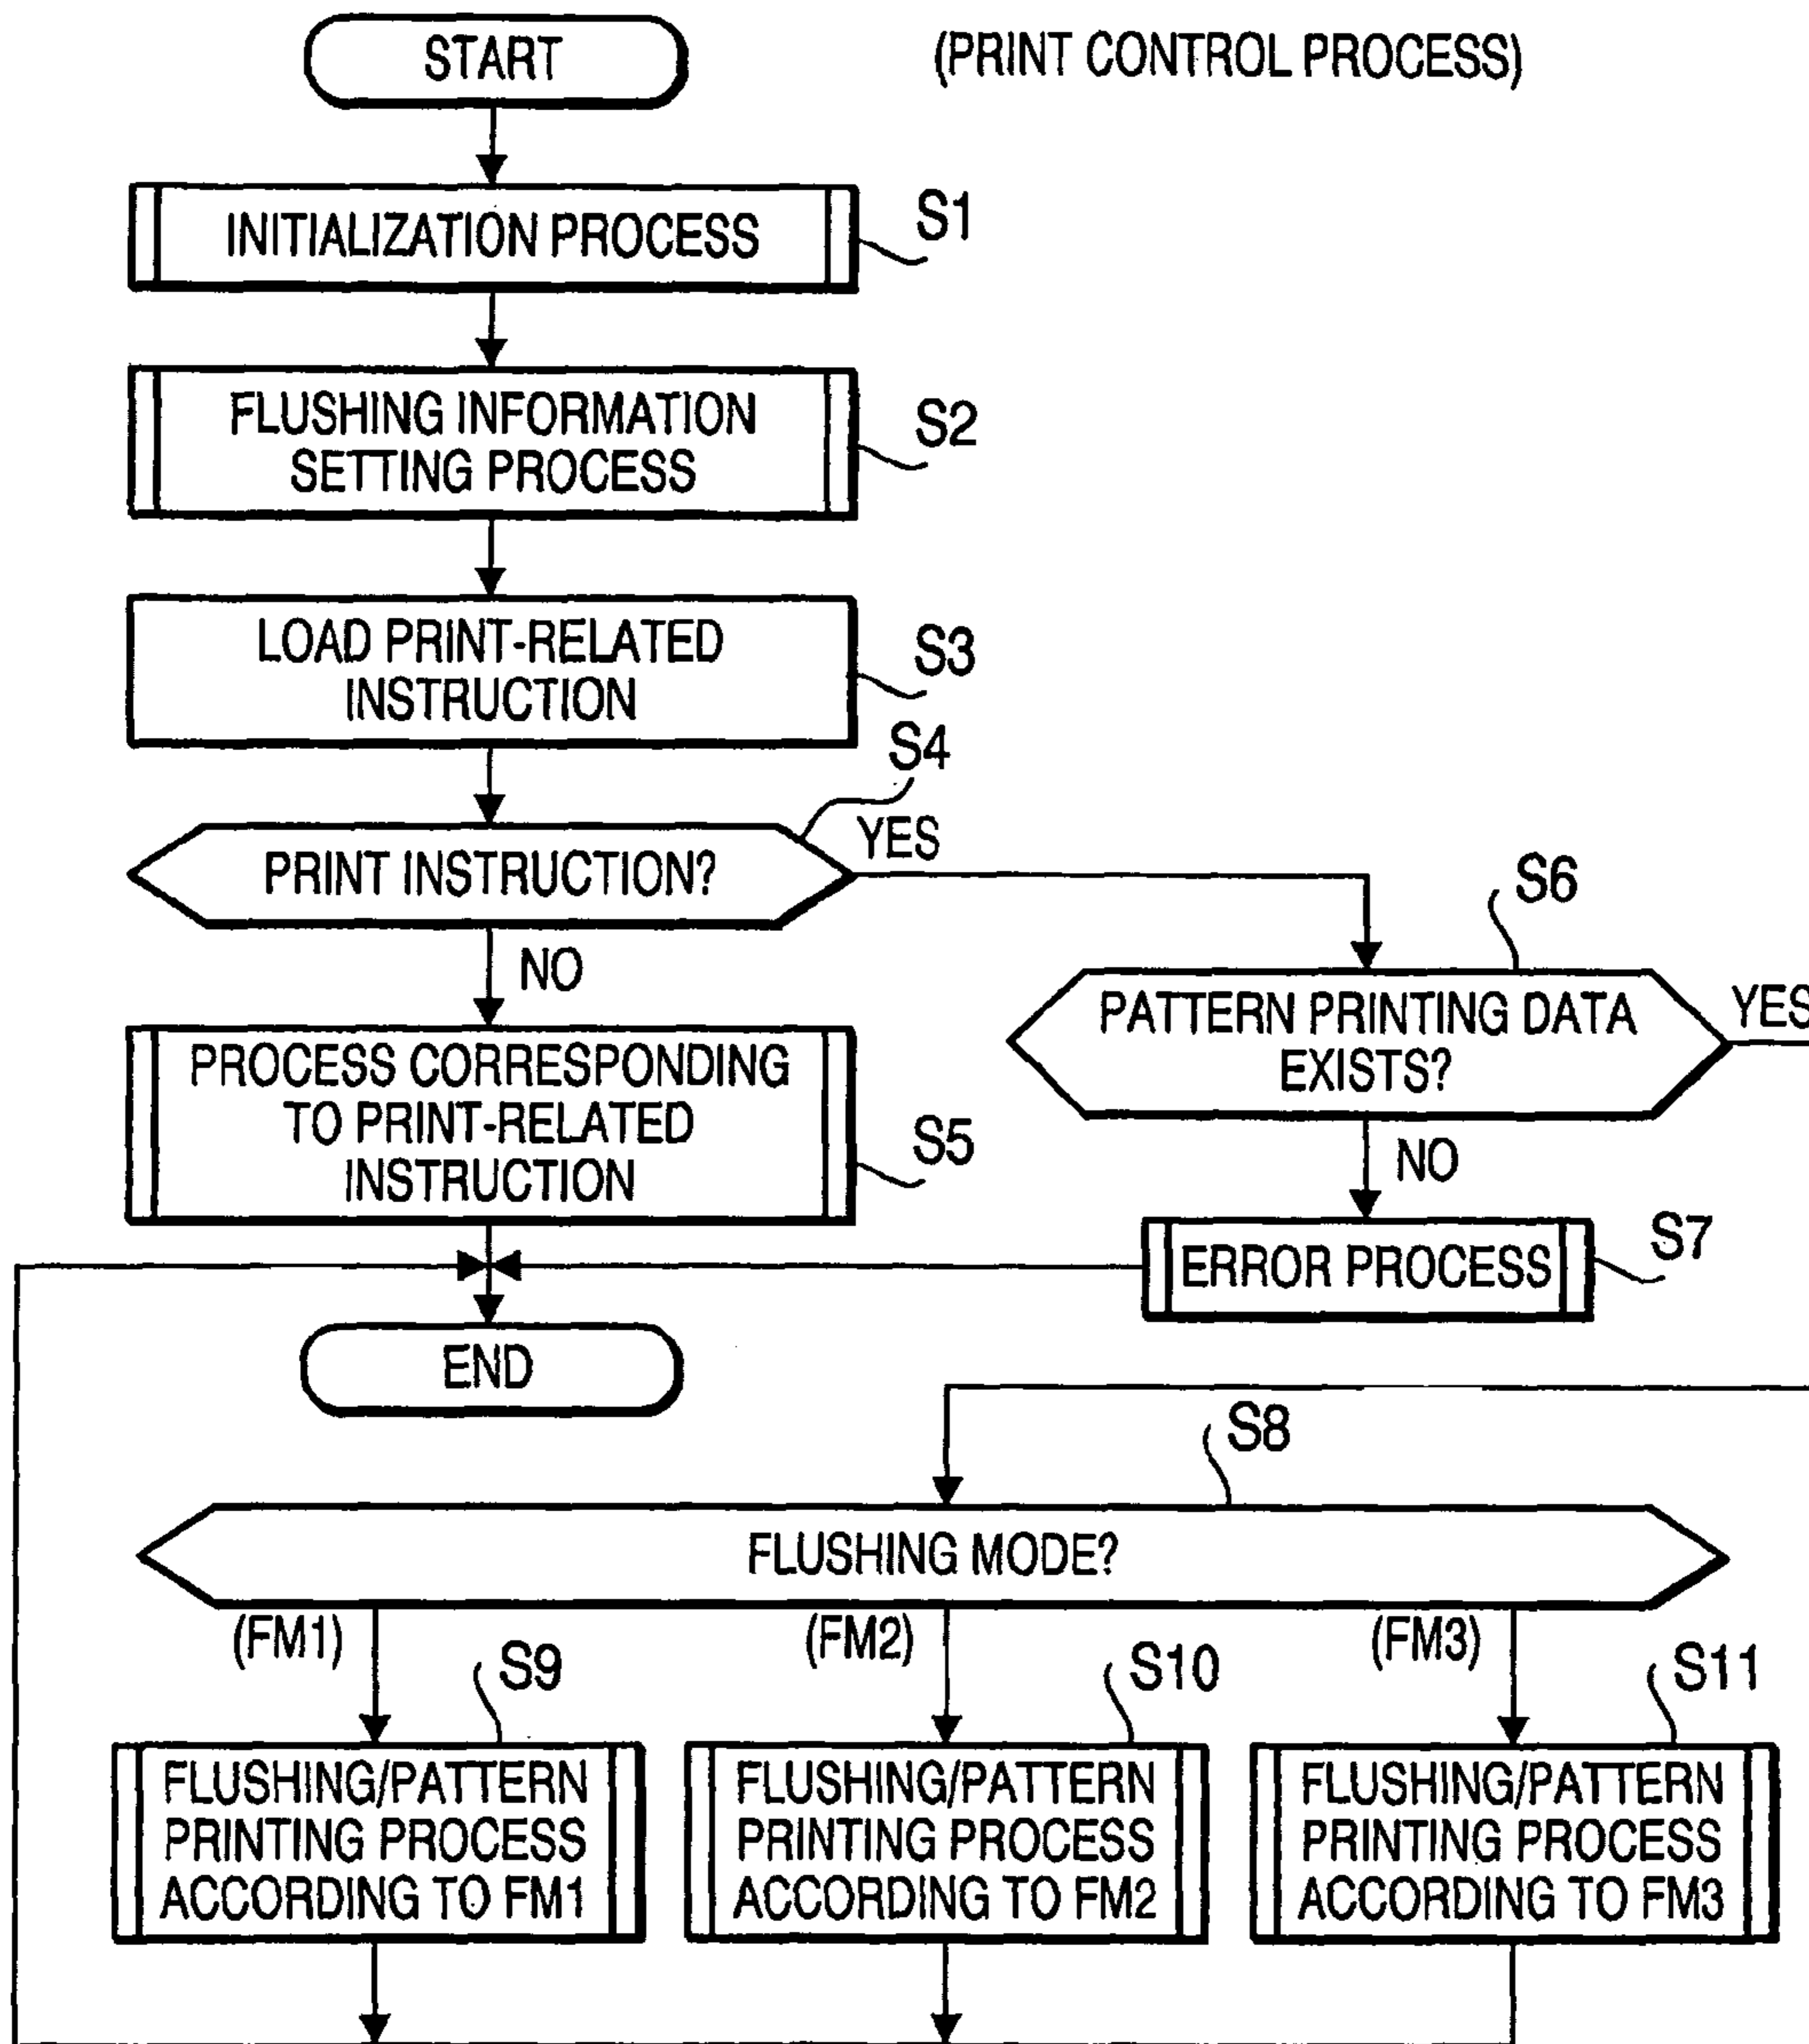 START
(PRINT CONTROL PROCESS)
INITIALIZATION PROCESS
S1
FLUSHING INFORMATION
SETTING PROCESS
S2
LOAD PRINT-RELATED
INSTRUCTION
S3
S4
PRINT INSTRUCTION?
YES
NO
S6
PATTERN PRINTING DATA
EXISTS?
YES
NO
PROCESS CORRESPONDING
TO PRINT-RELATED
INSTRUCTION
S5
ERROR PROCESS
S7
END
S8
FLUSHING MODE?
(FM1)
(FM2)
(FM3)
S9
S10
S11
FLUSHING/PATTERN
PRINTING PROCESS
ACCORDING TO FM1
FLUSHING/PATTERN
PRINTING PROCESS
ACCORDING TO FM2
FLUSHING/PATTERN
PRINTING PROCESS
ACCORDING TO FM3